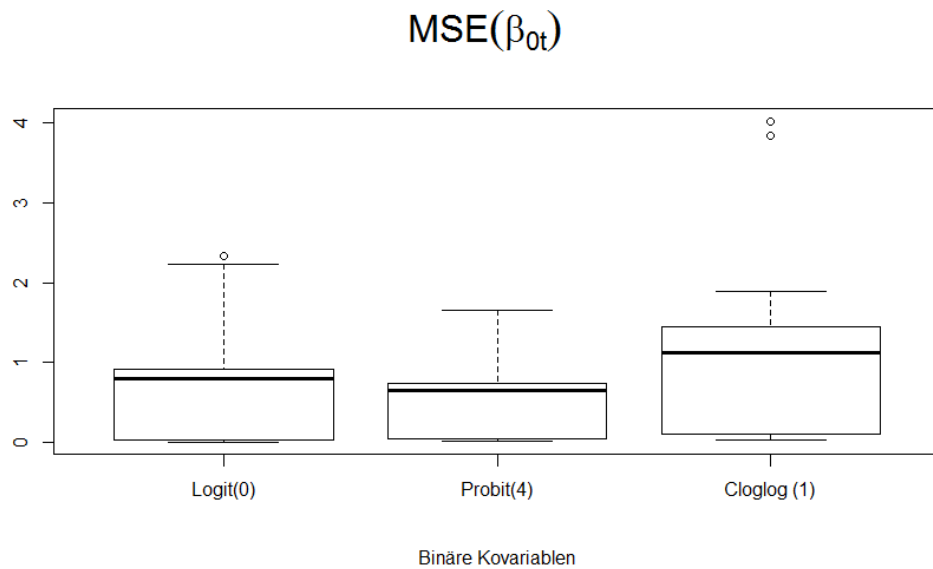 MSE(β0t)
4
3
2
1
0
Logit(0) Probit(4) Cloglog (1)
Binäre Kovariablen